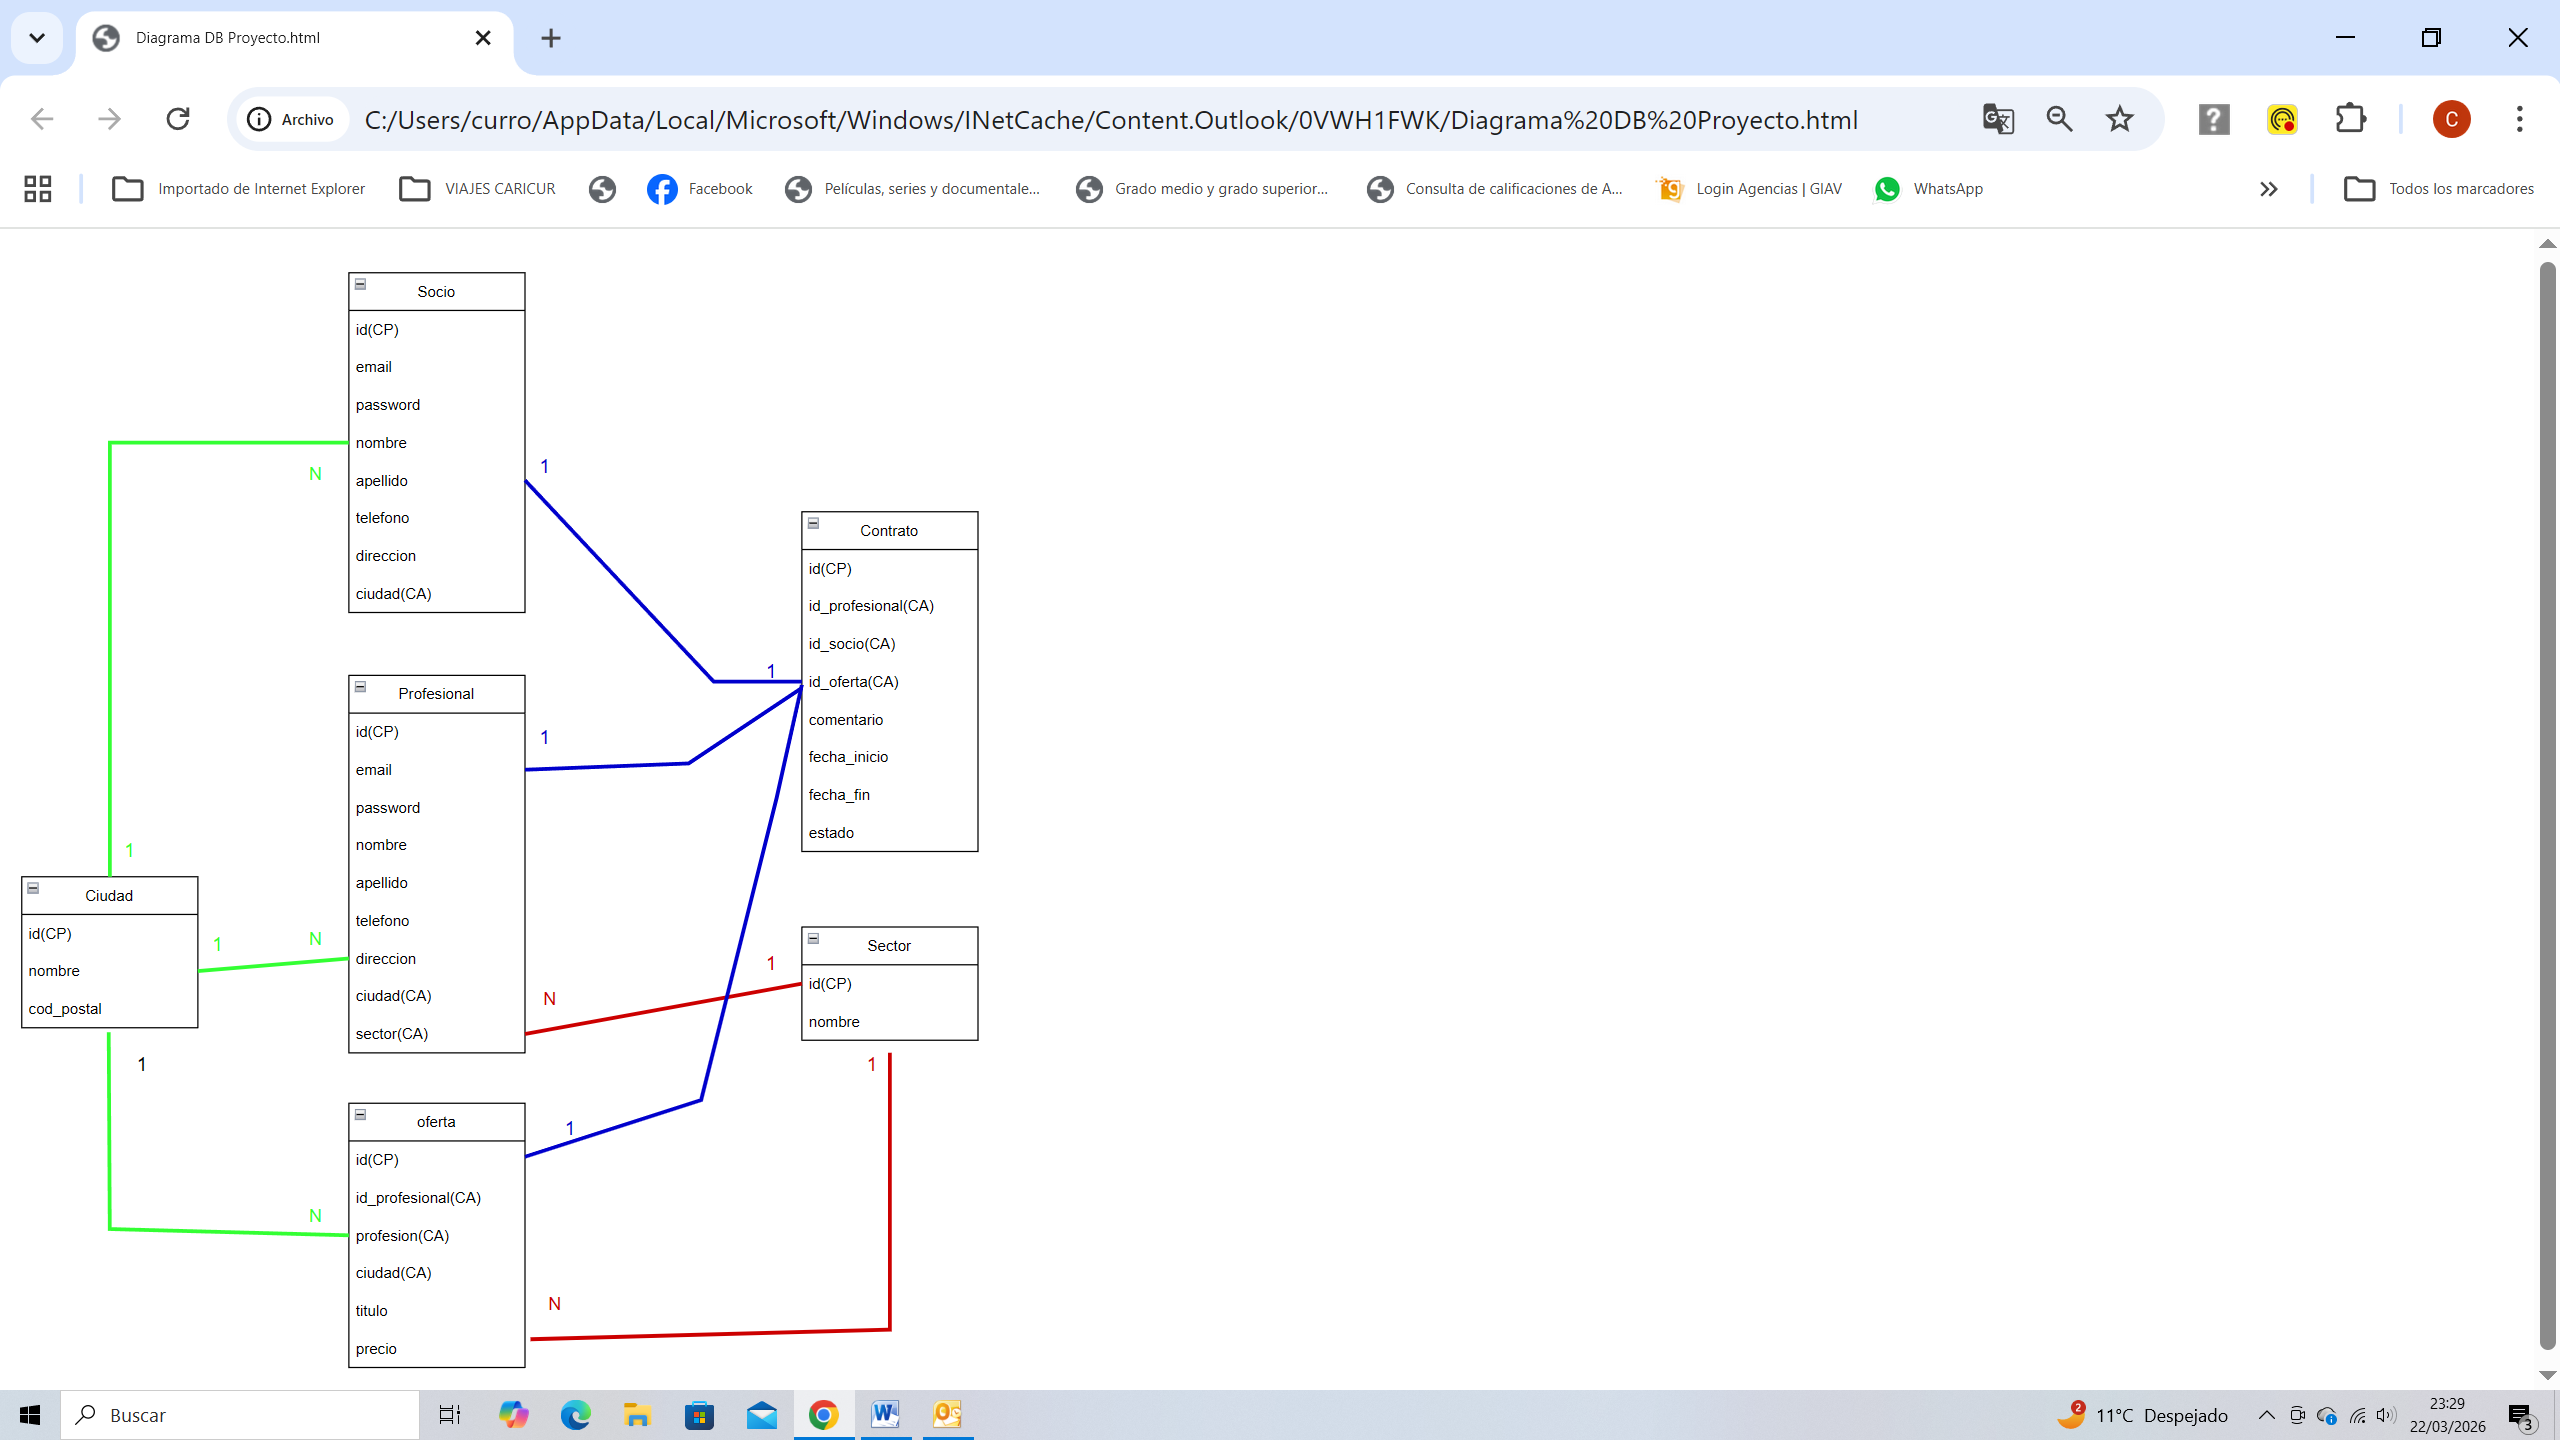 Diagrama DB Proyecto.html
Archivo
C:/Users/curro/AppData/Local/Microsoft/Windows/INetCache/Content.Outlook/0VWH1FWK/Diagrama%20DB%20Proyecto.html
C
Importado de Internet Explorer
VIAJES CARICUR
Facebook
Películas, series y documentale...
Grado medio y grado superior...
Consulta de calificaciones de A...
Login Agencias | GIAV
WhatsApp
Todos los marcadores
Socio
id(CP)
email
password
nombre
apellido
telefono
direccion
ciudad(CA)
N
1
1
Contrato
id(CP)
id_profesional(CA)
id_socio(CA)
id_oferta(CA)
comentario
fecha_inicio
fecha_fin
estado
Profesional
id(CP)
email
password
nombre
apellido
telefono
direccion
ciudad(CA)
sector(CA)
1
1
Ciudad
id(CP)
nombre
cod_postal
1
N
N
1
Sector
id(CP)
nombre
1
1
oferta
id(CP)
id_profesional(CA)
profesion(CA)
ciudad(CA)
titulo
precio
1
N
N
Buscar
2
11°C Despejado
23:29
22/03/2026
3